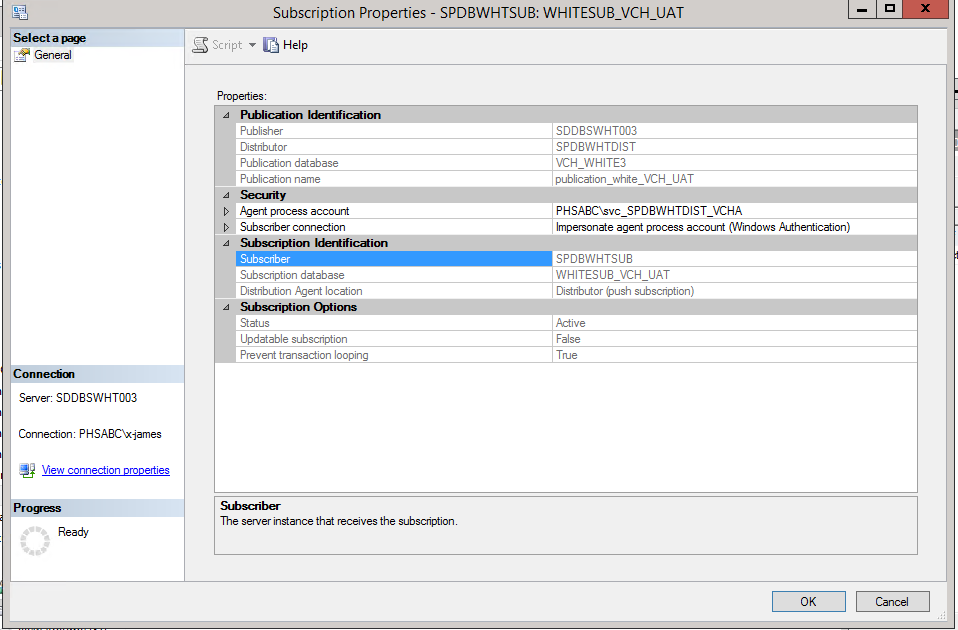 Subscription Properties - SPDBWHTSUB: WHITESUB_VCH_UAT
Select a page
General
Script
Help
Properties:
Publication Identification
Publisher SDDBSWHT003
Distributor SPDBWHTDIST
Publication database VCH_WHITE3
Publication name publication_white_VCH_UAT
Security
Agent process account PHSABC\svc_SPDBWHTDIST_VCHA
Subscriber connection Impersonate agent process account (Windows Authentication)
Subscription Identification
Subscriber SPDBWHTSUB
Subscription database WHITESUB_VCH_UAT
Distribution Agent location Distributor (push subscription)
Subscription Options
Status Active
Updatable subscription False
Prevent transaction looping True
Connection
Server: SDDBSWHT003
Connection: PHSABC\x-james
View connection properties
Progress
Ready
Subscriber
The server instance that receives the subscription.
OK
Cancel